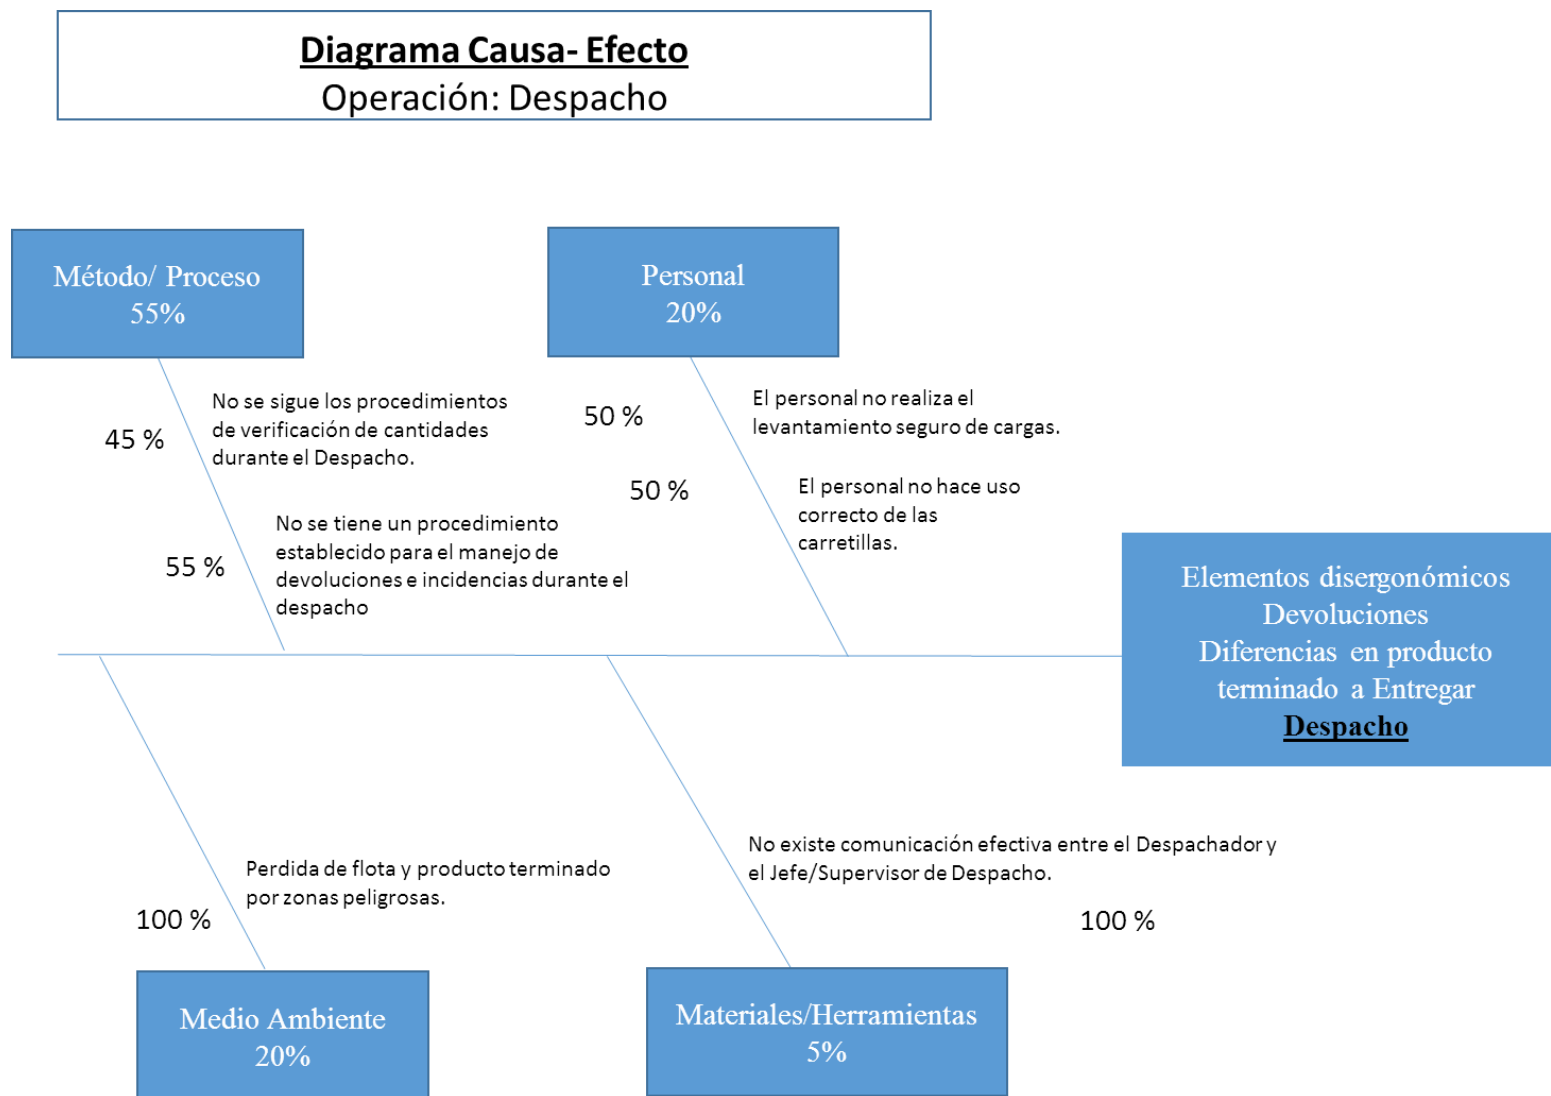 Diagrama Causa- Efecto
Operación: Despacho
Método/ Proceso
55%
Personal
20%
45 %
No se sigue los procedimientos
de verificación de cantidades
durante el Despacho.
55 %
No se tiene un procedimiento
establecido para el manejo de
devoluciones e incidencias durante el
despacho
50 %
El personal no realiza el
levantamiento seguro de cargas.
50 %
El personal no hace uso
correcto de las
carretillas.
Elementos disergonómicos
Devoluciones
Diferencias en producto
terminado a Entregar
Despacho
Perdida de flota y producto terminado
por zonas peligrosas.
100 %
No existe comunicación efectiva entre el Despachador y
el Jefe/Supervisor de Despacho.
100 %
Medio Ambiente
20%
Materiales/Herramientas
5%